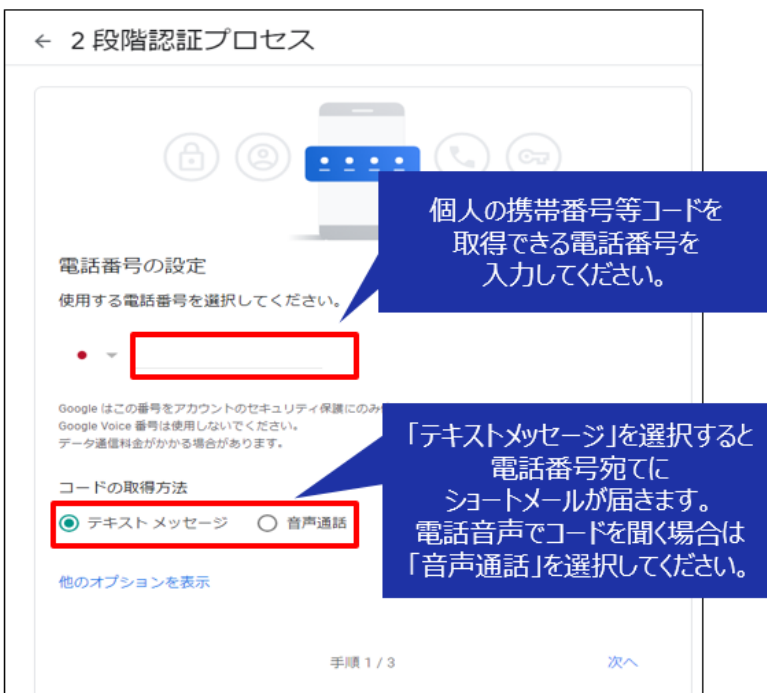 ← 2 段階認証プロセス
個人の携帯番号等コードを
取得できる電話番号を
入力してください。
電話番号の設定
使用する電話番号を選択してください。
Google はこの番号をアカウントのセキュリティ保護にのみ
Google Voice 番号は使用しないでください。
データ通信料金がかかる場合があります。
「テキストメッセージ」を選択すると
電話番号宛てに
ショートメールが届きます。
電話音声でコードを聞く場合は
「音声通話」を選択してください。
コードの取得方法
テキスト メッセージ 音声通話
他のオプションを表示
手順 1 / 3 次へ